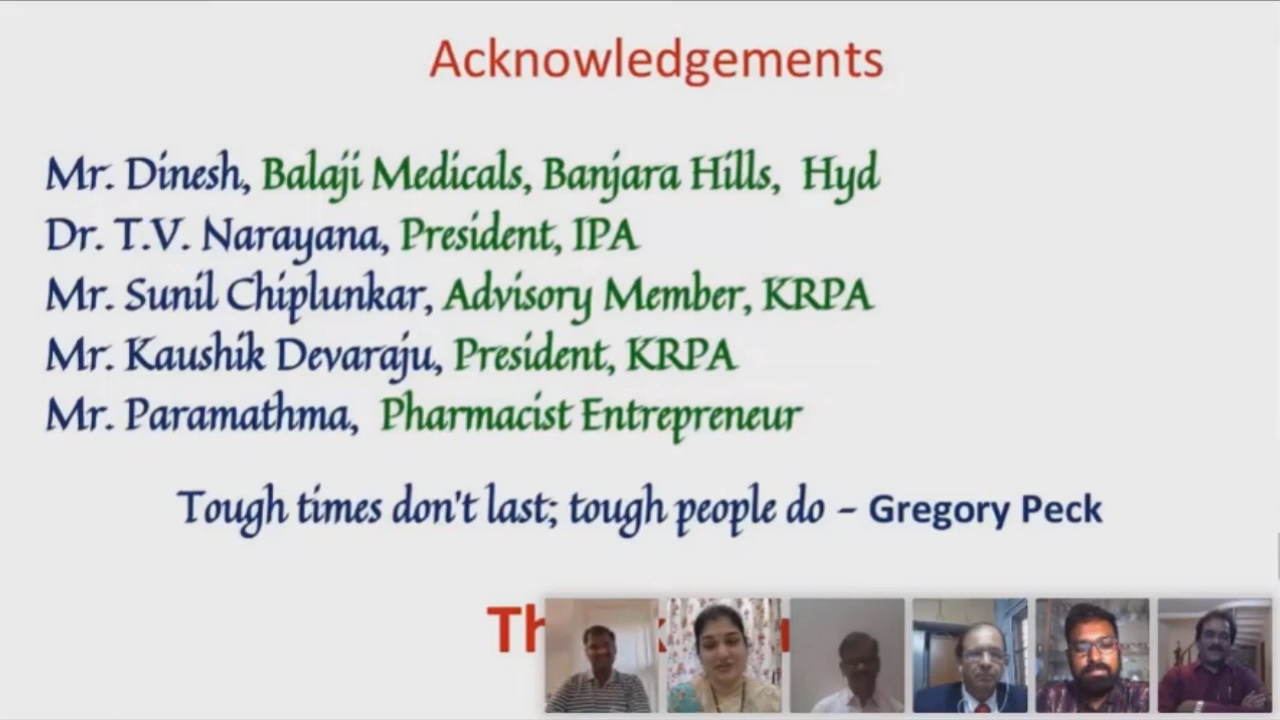 Acknowledgements
Mr. Dinesh, Balaji Medicals, Banjara Hills, Hyd
Dr. T.V. Narayana, President, IPA
Mr. Sunil Chiplunkar, Advisory Member, KRPA
Mr. Kaushik Devaraju, President, KRPA
Mr. Paramathma, Pharmacist Entrepreneur
Tough times don't last; tough people do – Gregory Peck